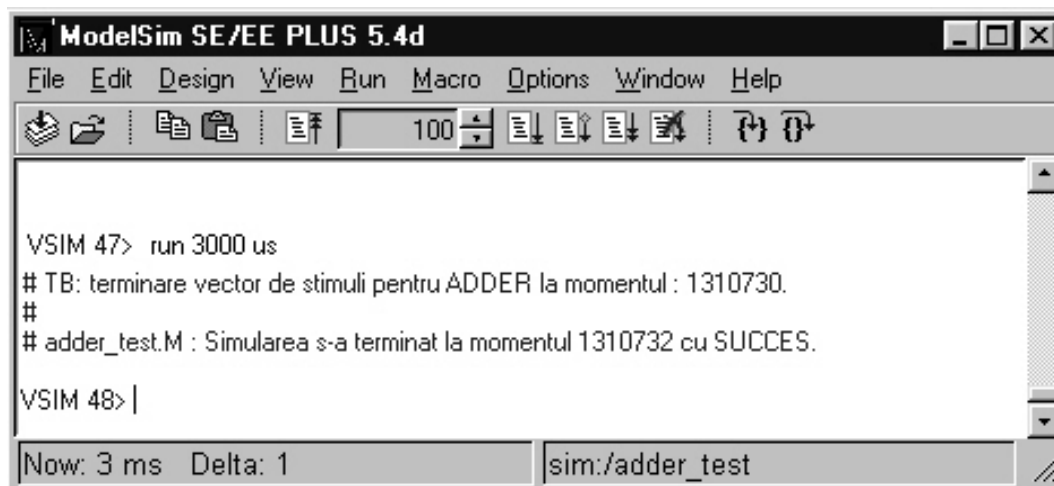 ModelSim SE/EE PLUS 5.4d
File Edit Design View Run Macro Options Window Help
100
VSIM 47> run 3000 us
# TB: terminare vector de stimuli pentru ADDER la momentul : 1310730.
#
# adder_test.M : Simularea s-a terminat la momentul 1310732 cu SUCCES.
VSIM 48>
Now: 3 ms Delta: 1 sim:/adder_test